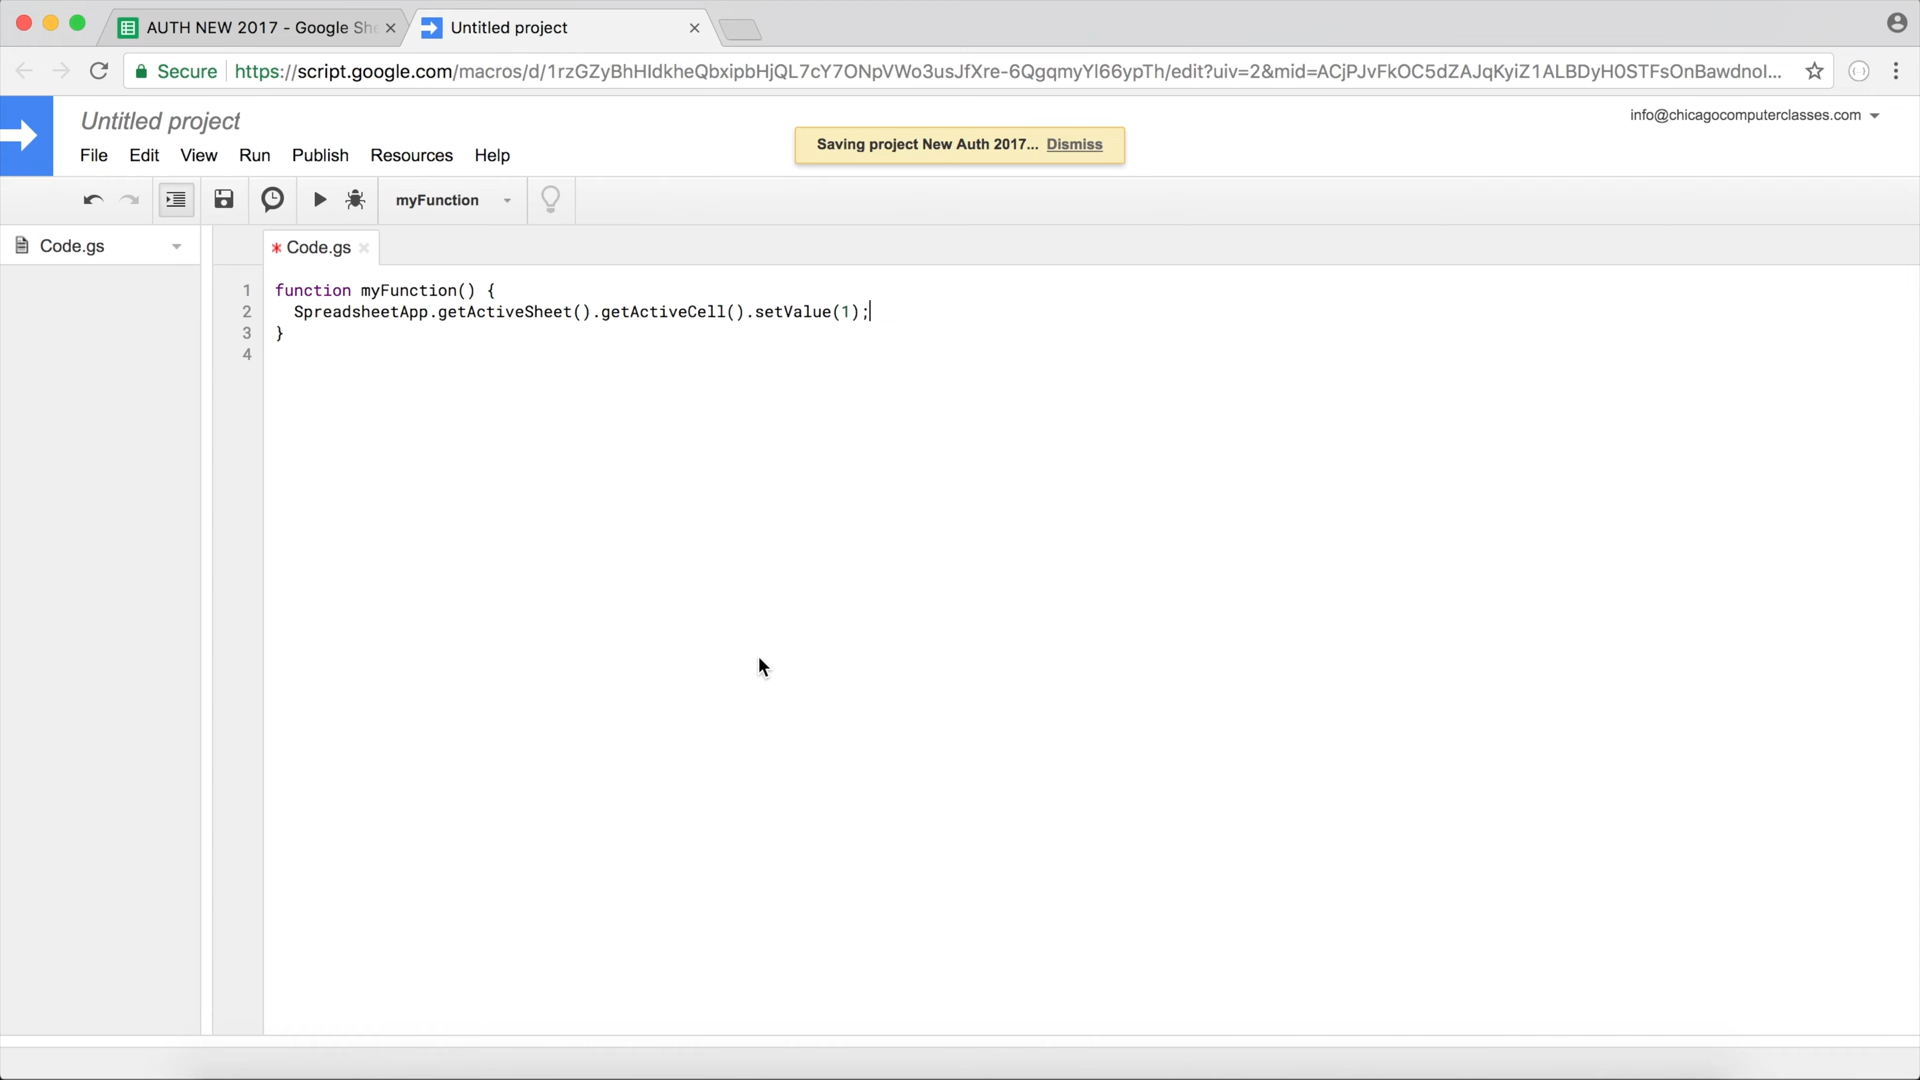 AUTH NEW 2017 - Google She
Untitled project
Secure
https://script.google.com/macros/d/1rzGZyBhHIdkheQbxipbHjQL7cY7ONpVWo3usJfXre-6QgqmyYl66ypTh/edit?uiv=2&mid=ACjPJvFkOC5dZAJqKyiZ1ALBDyH0STFsOnBawdnoI...
Untitled project
info@chicagocomputerclasses.com
Saving project New Auth 2017... Dismiss
File Edit View Run Publish Resources Help
myFunction
Code.gs
* Code.gs
1 function myFunction() {
2 SpreadsheetApp.getActiveSheet().getActiveCell().setValue(1);
3 }
4